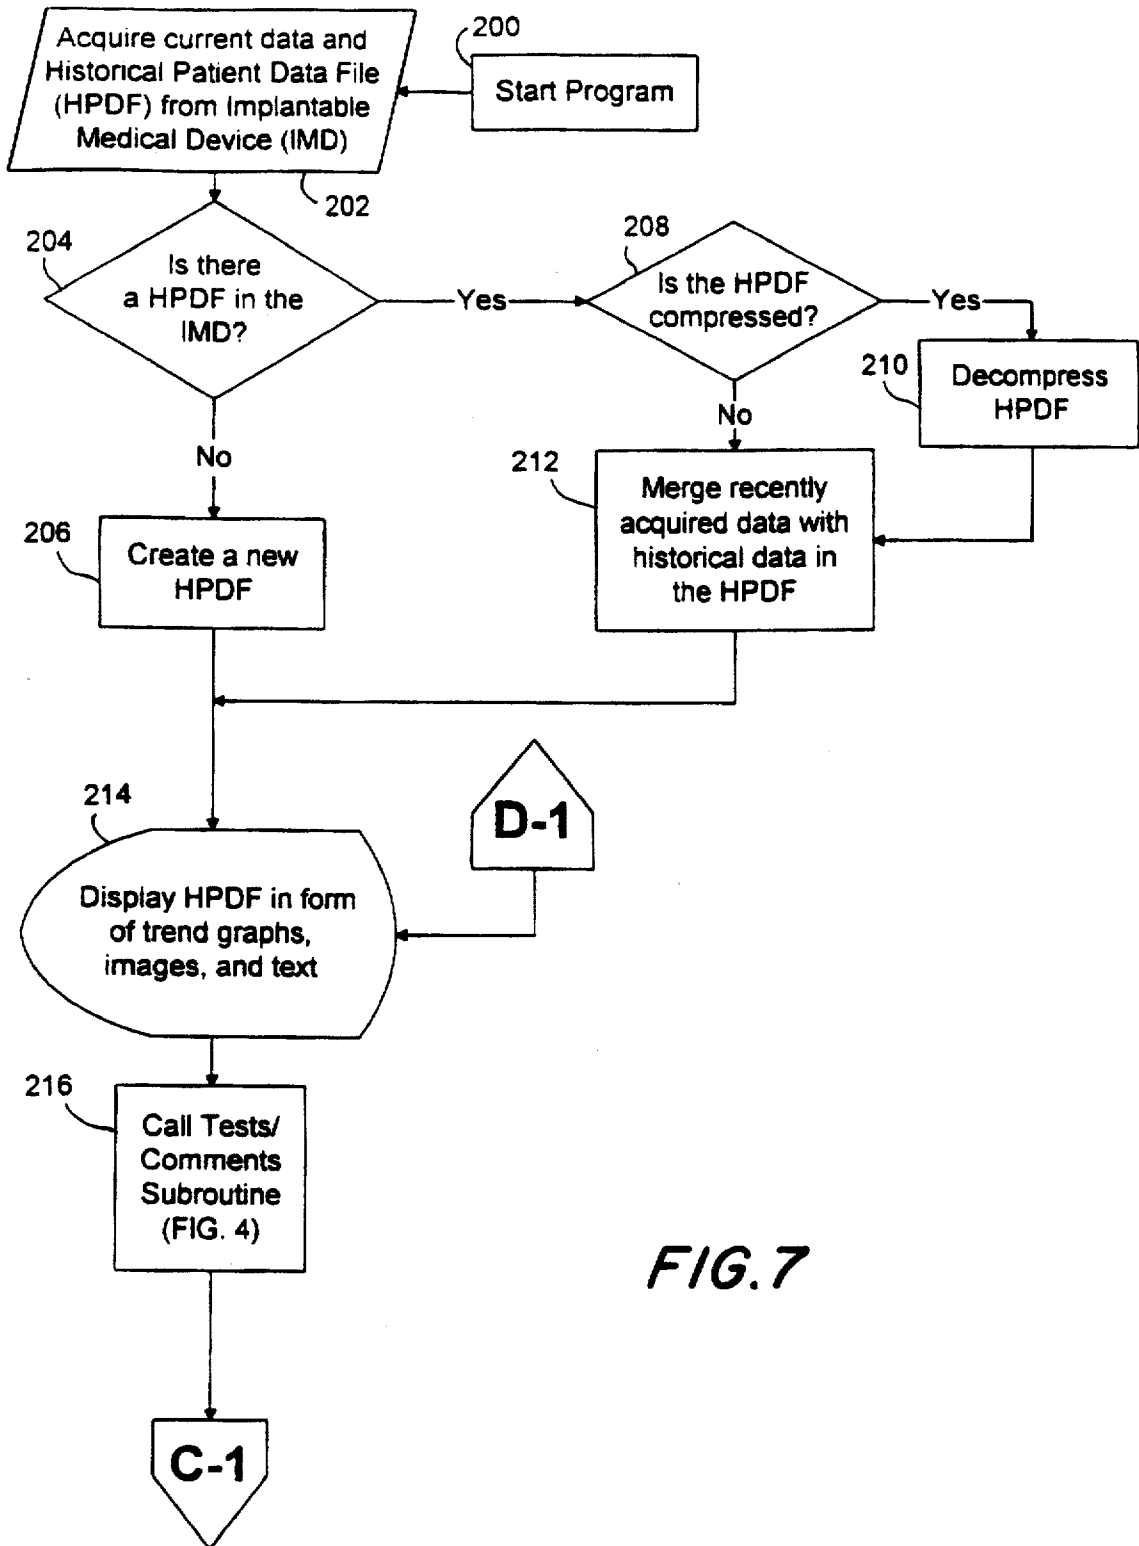 200
Start Program
Acquire current data and
Historical Patient Data File
(HPDF) from Implantable
Medical Device (IMD)
202
204
Is there
a HPDF in the
IMD?
Yes
208
Is the HPDF
compressed?
Yes
210
Decompress
HPDF
No
No
212
Merge recently
acquired data with
historical data in
the HPDF
206
Create a new
HPDF
D-1
214
Display HPDF in form
of trend graphs,
images, and text
216
Call Tests/
Comments
Subroutine
(FIG. 4)
C-1
FIG.7